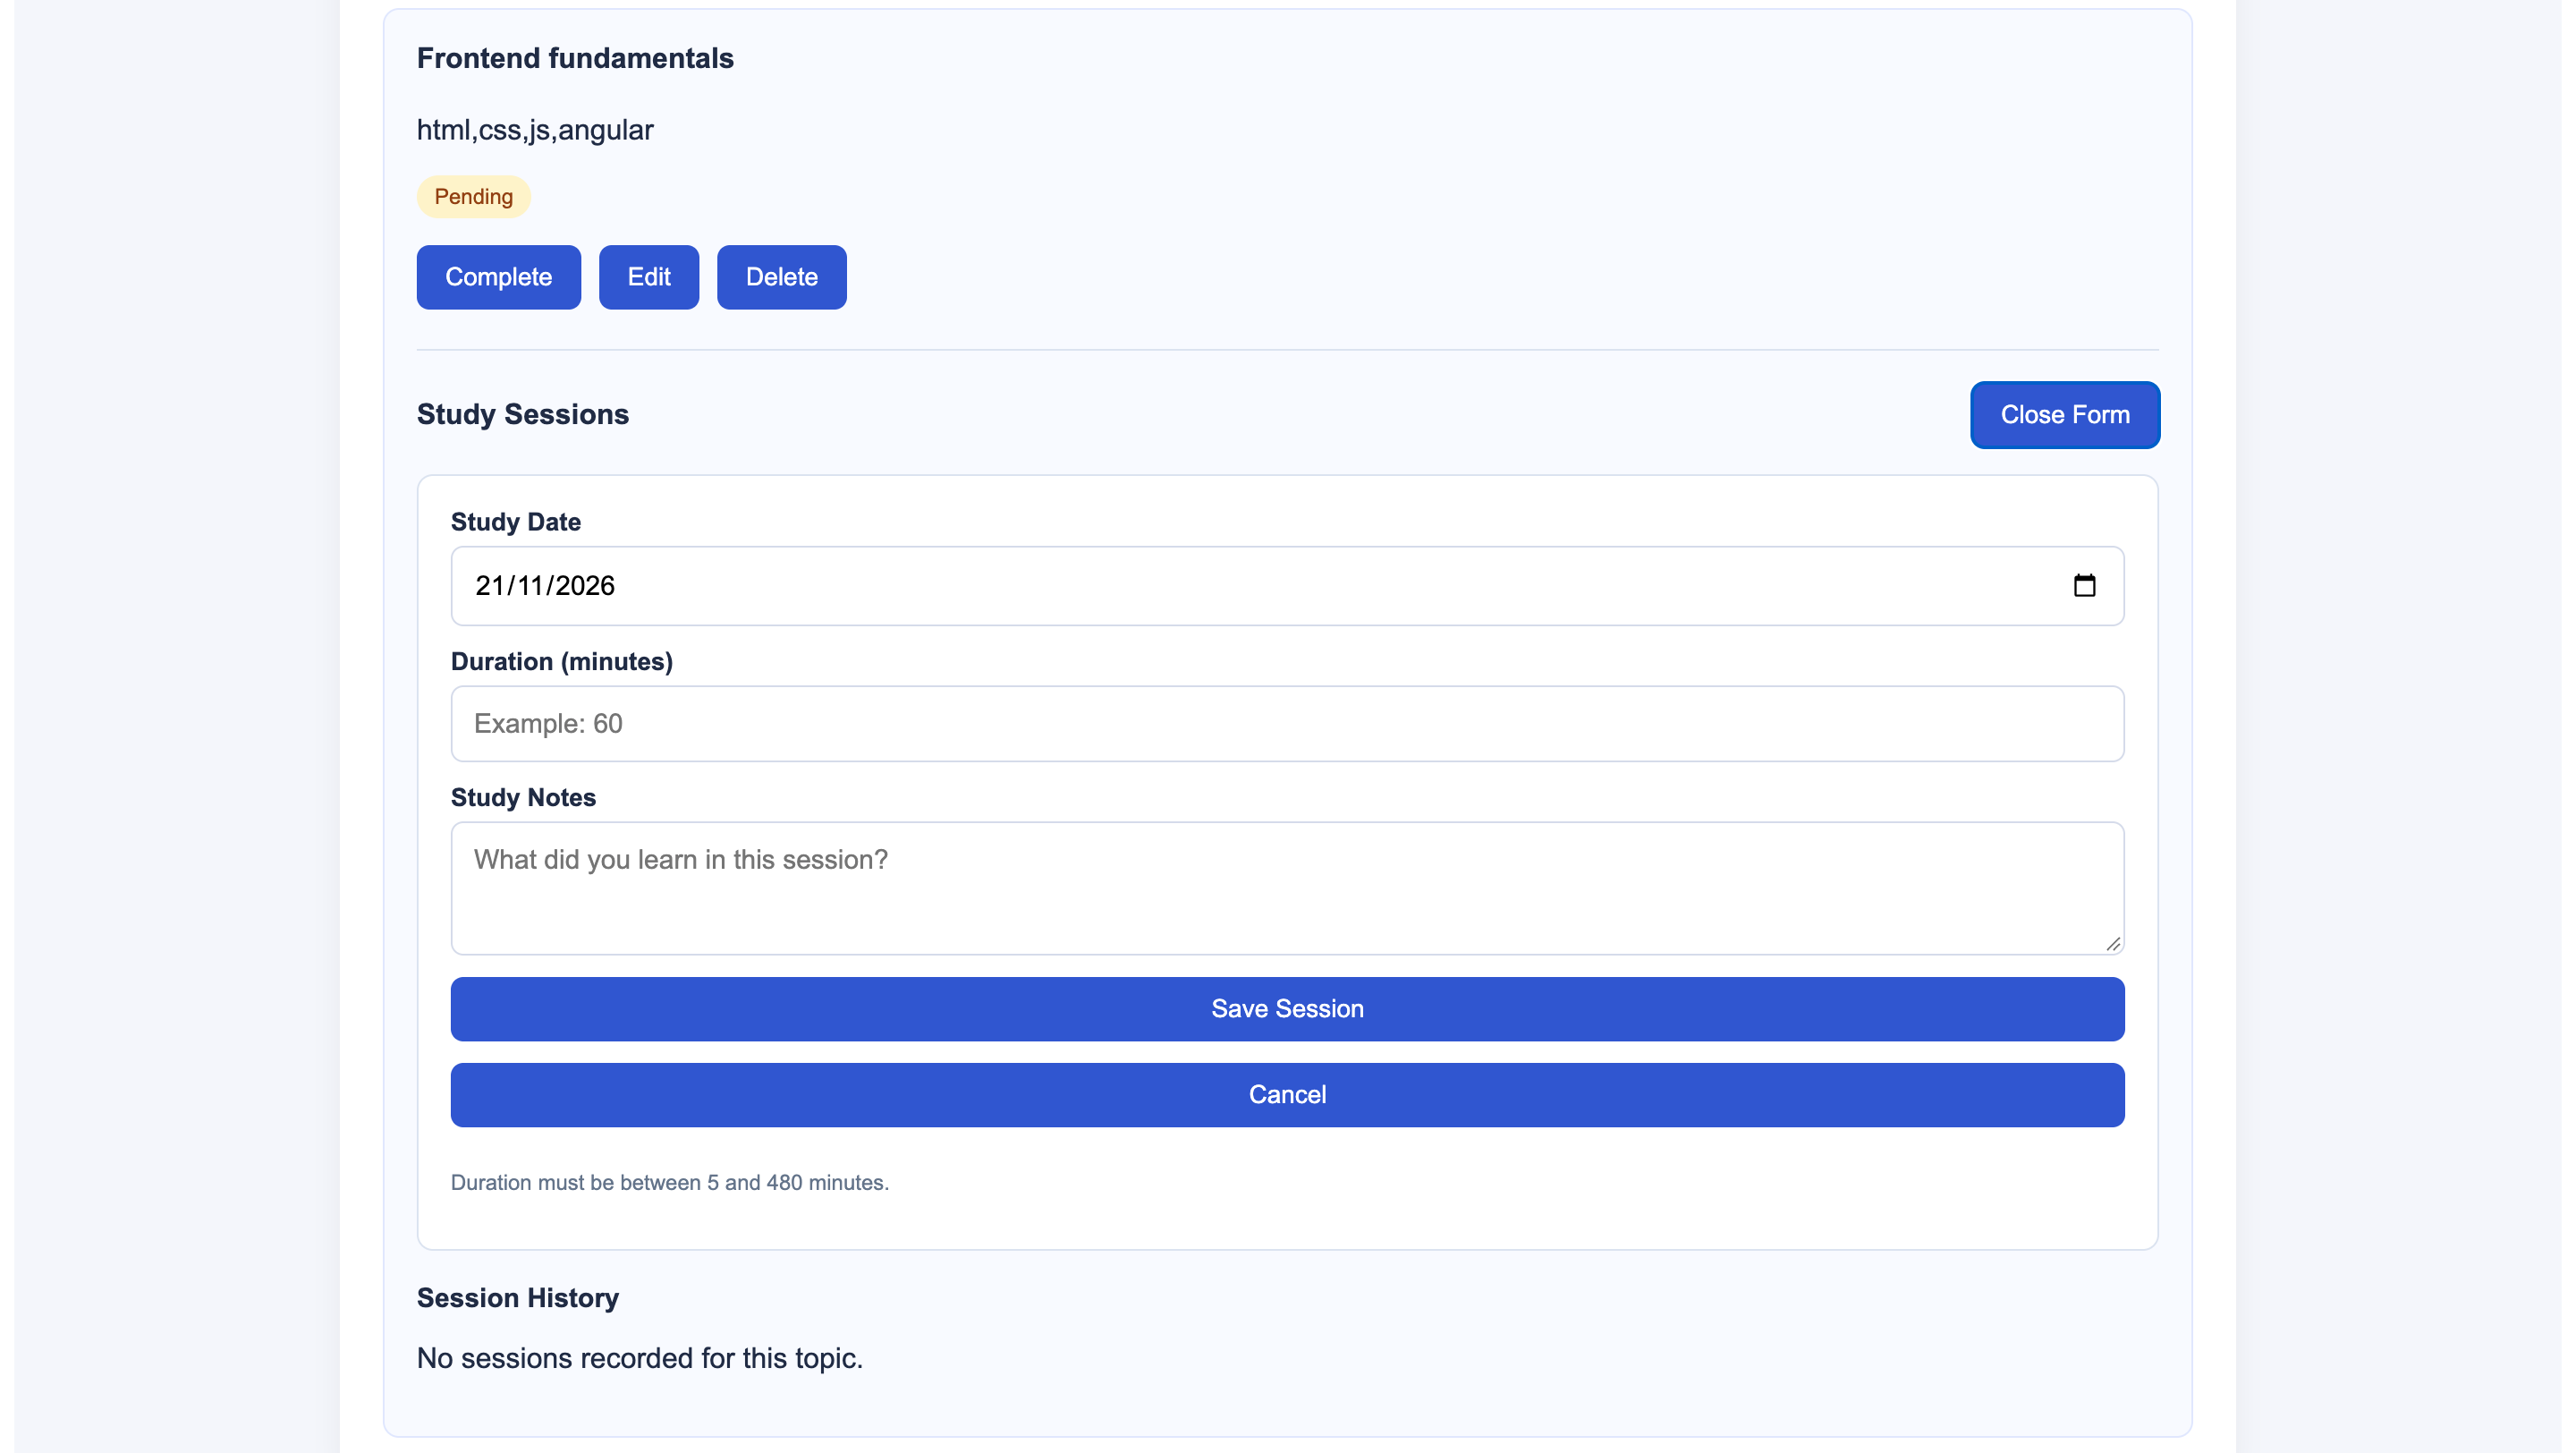 Frontend fundamentals
html,css,js,angular
Pending
Complete Edit Delete
Study Sessions Close Form
Study Date
21/11/2026
Duration (minutes)
Example: 60
Study Notes
What did you learn in this session?
Save Session
Cancel
Duration must be between 5 and 480 minutes.
Session History
No sessions recorded for this topic.